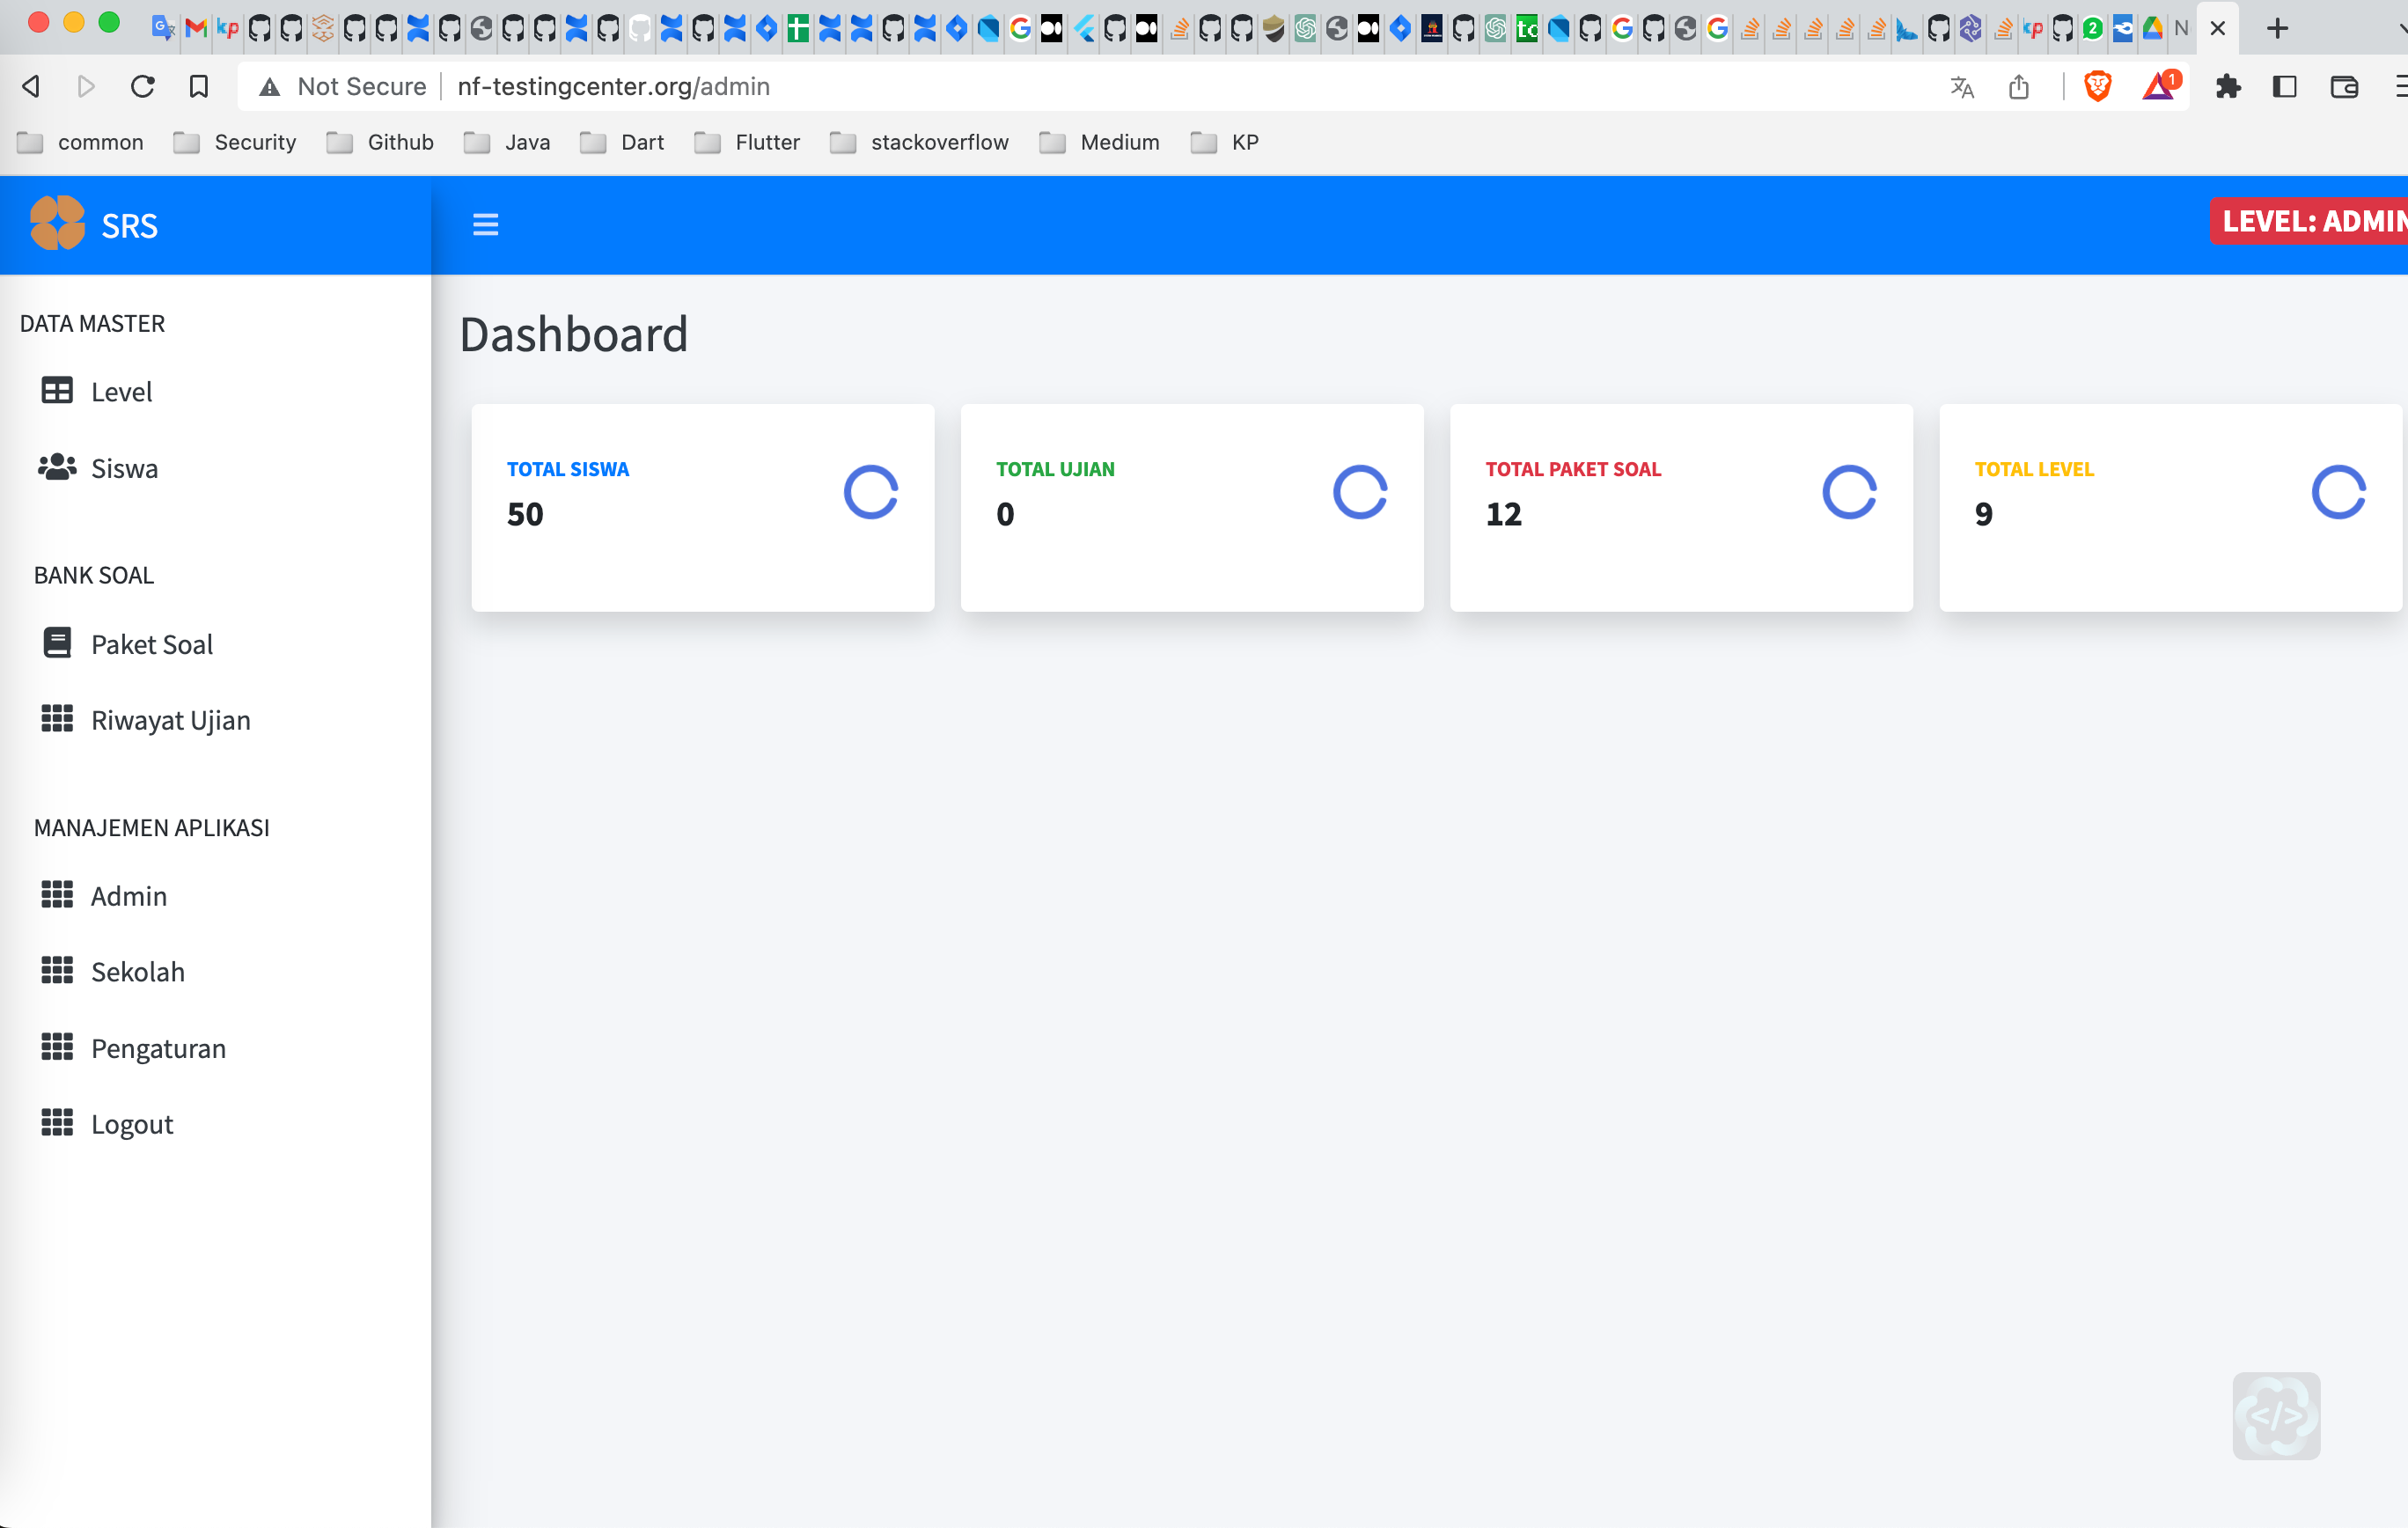 Not Secure nf-testingcenter.org/admin
1
common Security Github Java Dart Flutter stackoverflow Medium KP
SRS
LEVEL: ADMIN
DATA MASTER
Level
Siswa
BANK SOAL
Paket Soal
Riwayat Ujian
MANAJEMEN APLIKASI
Admin
Sekolah
Pengaturan
Logout
Dashboard
TOTAL SISWA
50
TOTAL UJIAN
0
TOTAL PAKET SOAL
12
TOTAL LEVEL
9